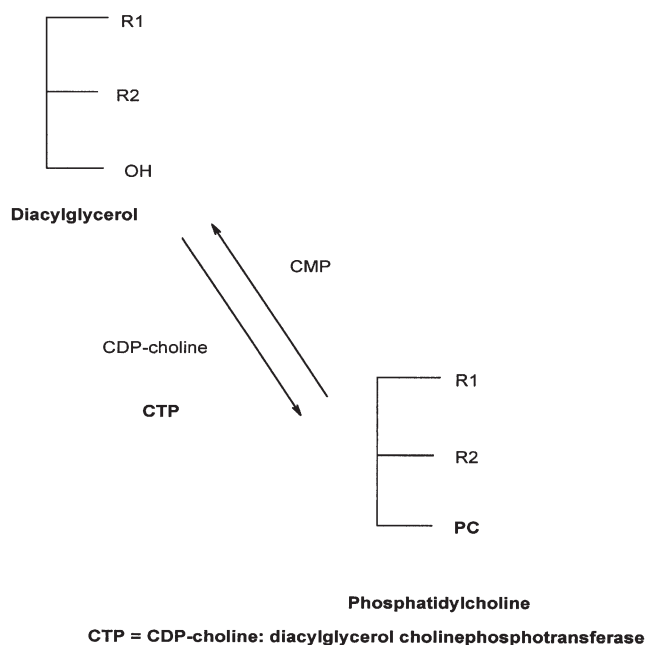 R1
R2
OH
Diacylglycerol
CMP
CDP-choline
CTP
R1
R2
PC
Phosphatidylcholine
CTP = CDP-choline: diacylglycerol cholinephosphotransferase